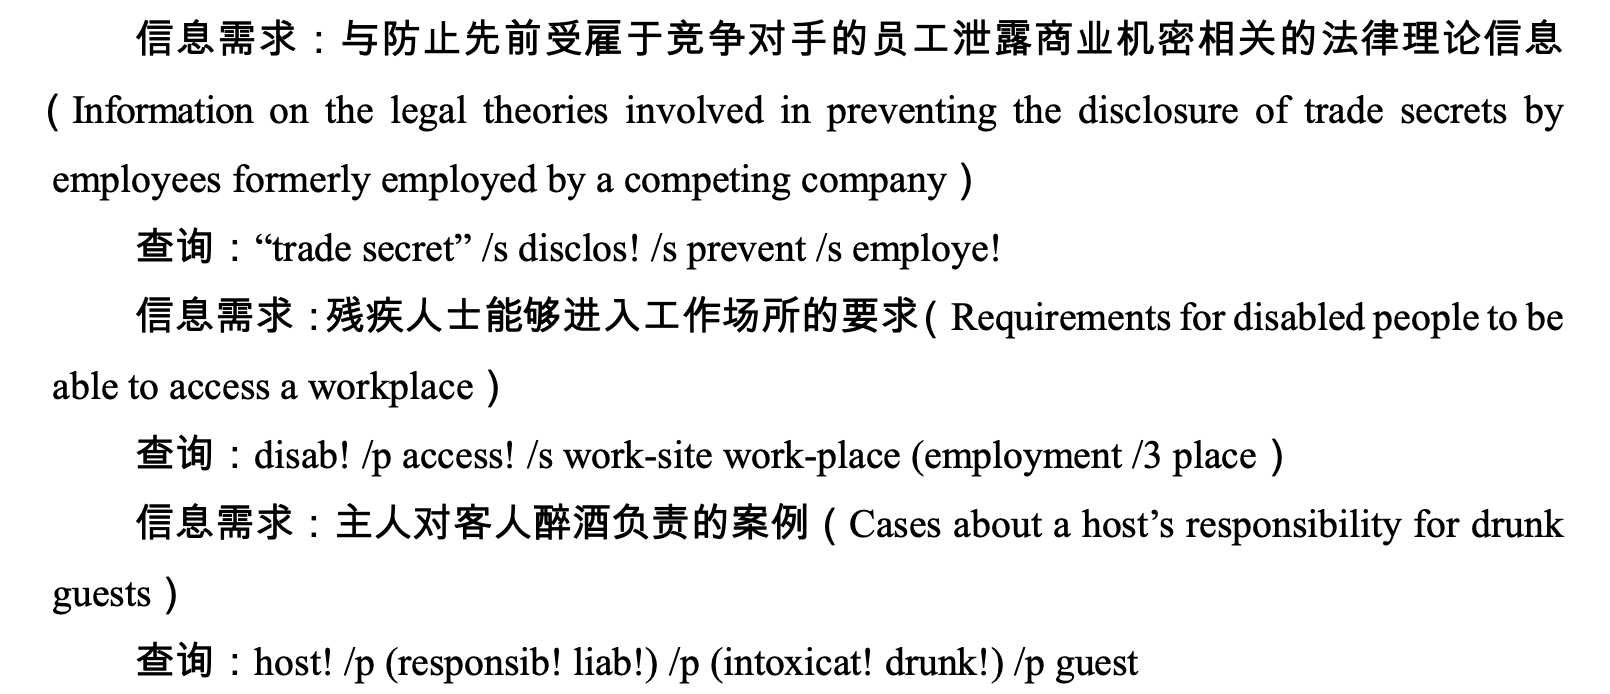 信息需求：与防止先前受雇于竞争对手的员工泄露商业机密相关的法律理论信息
（Information on the legal theories involved in preventing the disclosure of trade secrets by
employees formerly employed by a competing company）
查询：“trade secret” /s disclos! /s prevent /s employe!
信息需求：残疾人士能够进入工作场所的要求（Requirements for disabled people to be
able to access a workplace）
查询：disab! /p access! /s work-site work-place (employment /3 place）
信息需求：主人对客人醉酒负责的案例（Cases about a host’s responsibility for drunk
guests）
查询：host! /p (responsib! liab!) /p (intoxicat! drunk!) /p guest